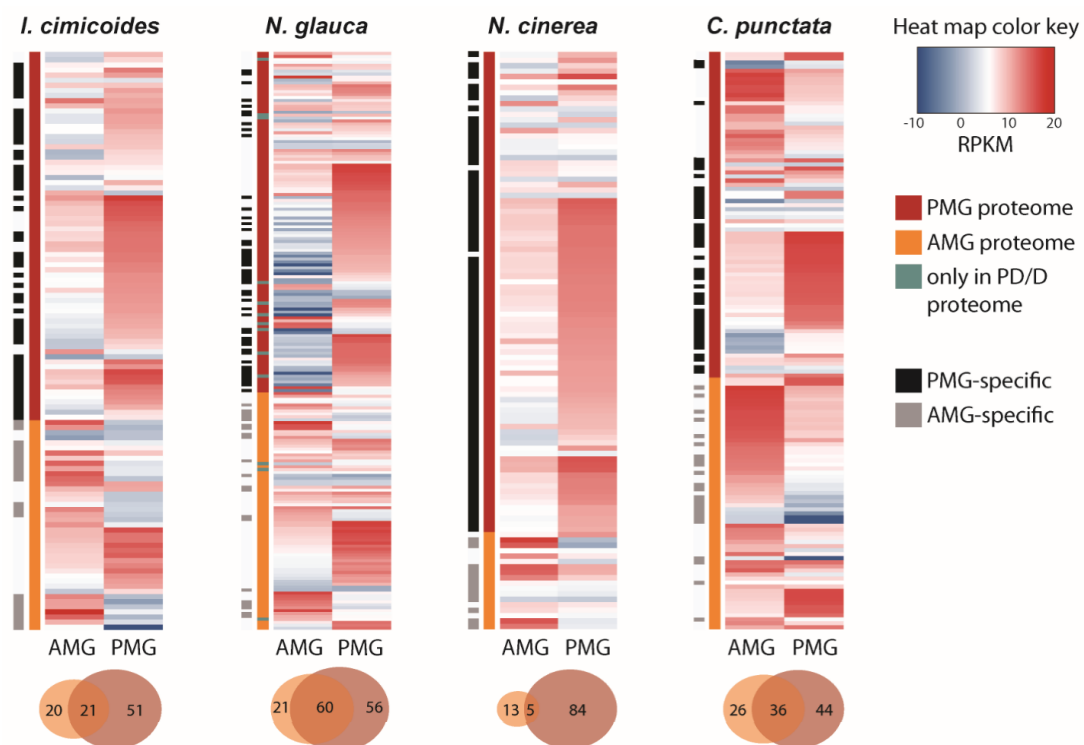 I. cimicoides
N. glauca
N. cinerea
C. punctata
Heat map color key
-10 0 10 20
RPKM
PMG proteome
AMG proteome
only in PD/D
proteome
PMG-specific
AMG-specific
AMG PMG
AMG PMG
AMG PMG
AMG PMG
20 21 51
21 60 56
13 5 84
26 36 44